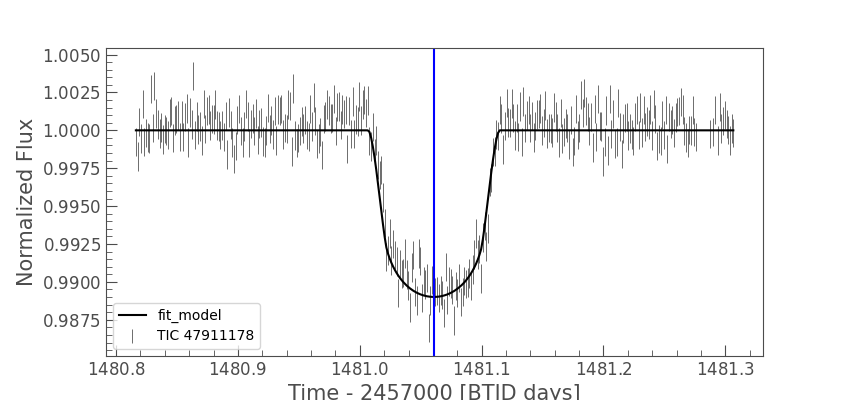 1.0050
1.0025
1.0000
0.9975
0.9950
0.9925
0.9900
0.9875
Normalized Flux
fit_model
TIC 47911178
1480.8 1480.9 1481.0 1481.1 1481.2 1481.3
Time - 2457000 [BTJD days]